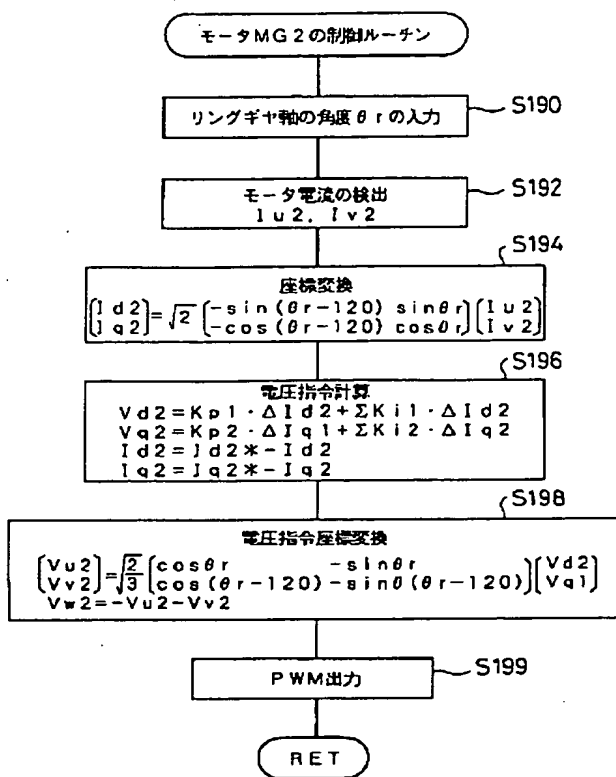 モータMG2の制御ルーチン
リングギヤ軸の角度θrの入力
S190
モータ電流の検出
Iu2, Iv2
S192
S194
座標変換
[Id2] = √2 [-sin(θr-120) sinθr] [Iu2]
[Iq2] [-cos(θr-120) cosθr] [Iv2]
S196
電圧指令計算
Vd2=Kp1・ΔId2+ΣKi1・ΔId2
Vq2=Kp2・ΔIq1+ΣKi2・ΔIq2
Id2=Id2*-Id2
Iq2=Iq2*-Iq2
S198
電圧指令座標変換
[Vu2] = √2/3 [cosθr -sinθr] [Vd2]
[Vv2] [cos(θr-120) -sinθ(θr-120)] [Vq1]
Vw2=-Vu2-Vv2
PWM出力
S199
RET